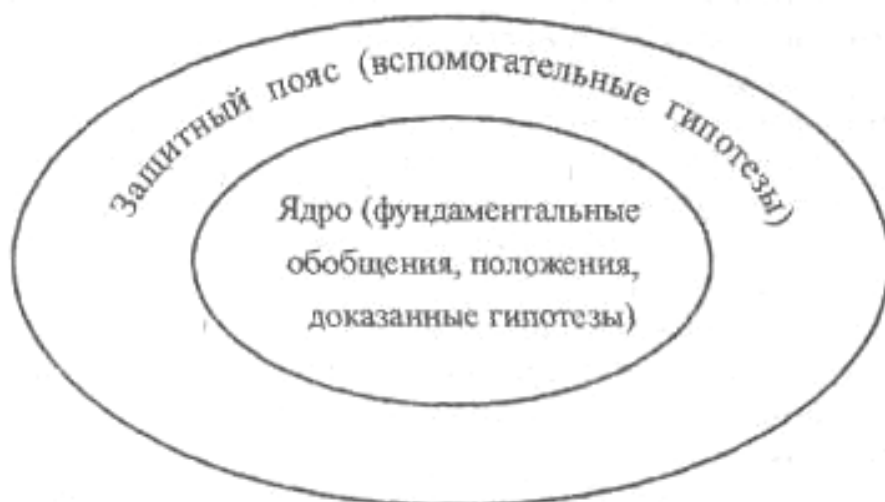 Защитный пояс (вспомогательные гипотезы)
Ядро (фундаментальные
обобщения, положения,
доказанные гипотезы)